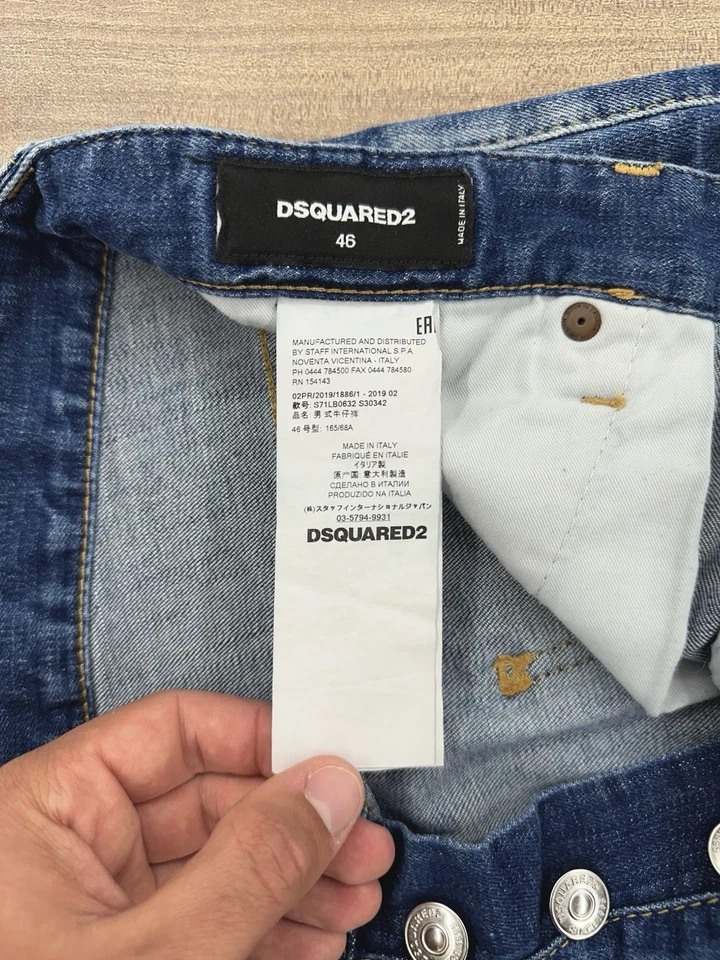 DSQUARED2
46
MADE IN ITALY
EAC
MANUFACTURED AND DISTRIBUTED
BY STAFF INTERNATIONAL S.P.A.
NOVENTA VICENTINA - ITALY
PH 0444 784500 FAX 0444 784580
RN 154143
02PR/2019/1886/1 - 2019 02
款号: S71LB0632 S30342
品名: 男式牛仔裤
46 号型: 165/68A
MADE IN ITALY
FABRIQUÉ EN ITALIE
イタリア製
原产国 意大利製造
СДЕЛАНО В ИТАЛИИ
PRODUZIDO NA ITALIA
(株)スタッフインターナショナルジャパン
03-5794-9931
DSQUARED2
DSQUARED2